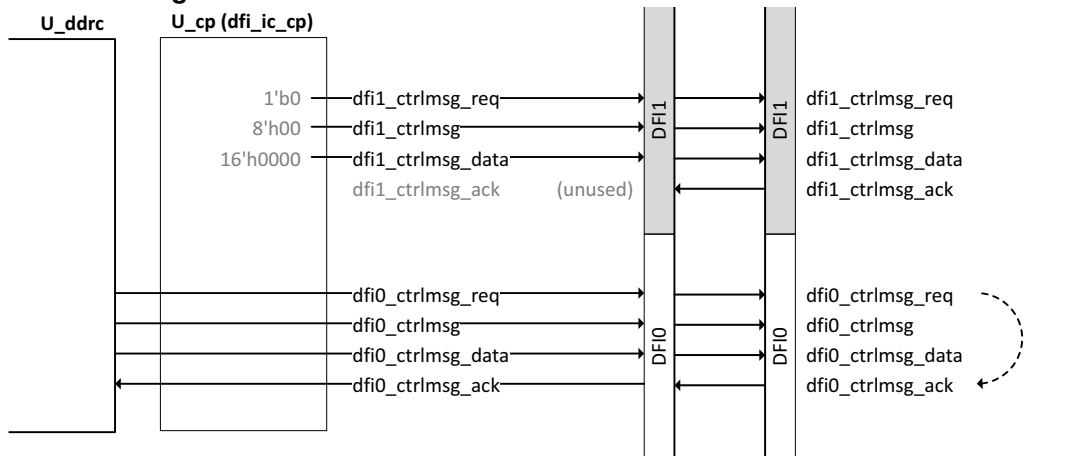 U_ddrc U_cp (dfi_ic_cp)
1'b0 dfi1_ctrlmsg_req dfi1_ctrlmsg_req
8'h00 dfi1_ctrlmsg dfi1_ctrlmsg
16'h0000 dfi1_ctrlmsg_data dfi1_ctrlmsg_data
dfi1_ctrlmsg_ack (unused) dfi1_ctrlmsg_ack
DFI1 DFI1
dfi0_ctrlmsg_req dfi0_ctrlmsg_req
dfi0_ctrlmsg dfi0_ctrlmsg
dfi0_ctrlmsg_data dfi0_ctrlmsg_data
dfi0_ctrlmsg_ack dfi0_ctrlmsg_ack
DFI0 DFI0